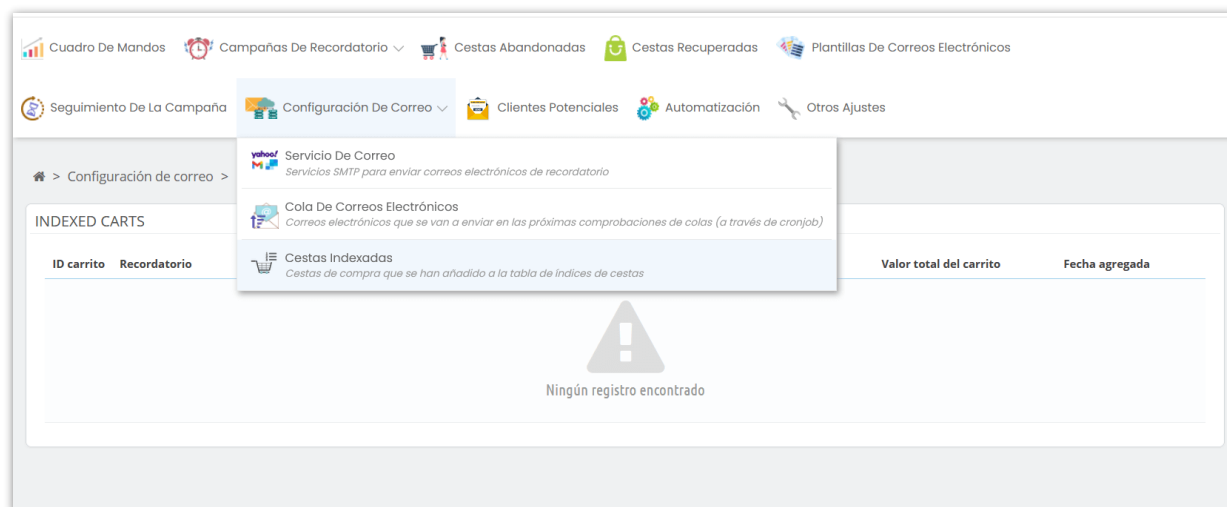 Cuadro De Mandos Campañas De Recordatorio Cestas Abandonadas Cestas Recuperadas Plantillas De Correos Electrónicos
Seguimiento De La Campaña Configuración De Correo Clientes Potenciales Automatización Otros Ajustes
yahoo! Servicio De Correo
Servicios SMTP para enviar correos electrónicos de recordatorio
> Configuración de correo >
Cola De Correos Electrónicos
Correos electrónicos que se van a enviar en las próximas comprobaciones de colas (a través de cronjob)
INDEXED CARTS
Cestas Indexadas
Cestas de compra que se han añadido a la tabla de índices de cestas
ID carrito Recordatorio Valor total del carrito Fecha agregada
Ningún registro encontrado